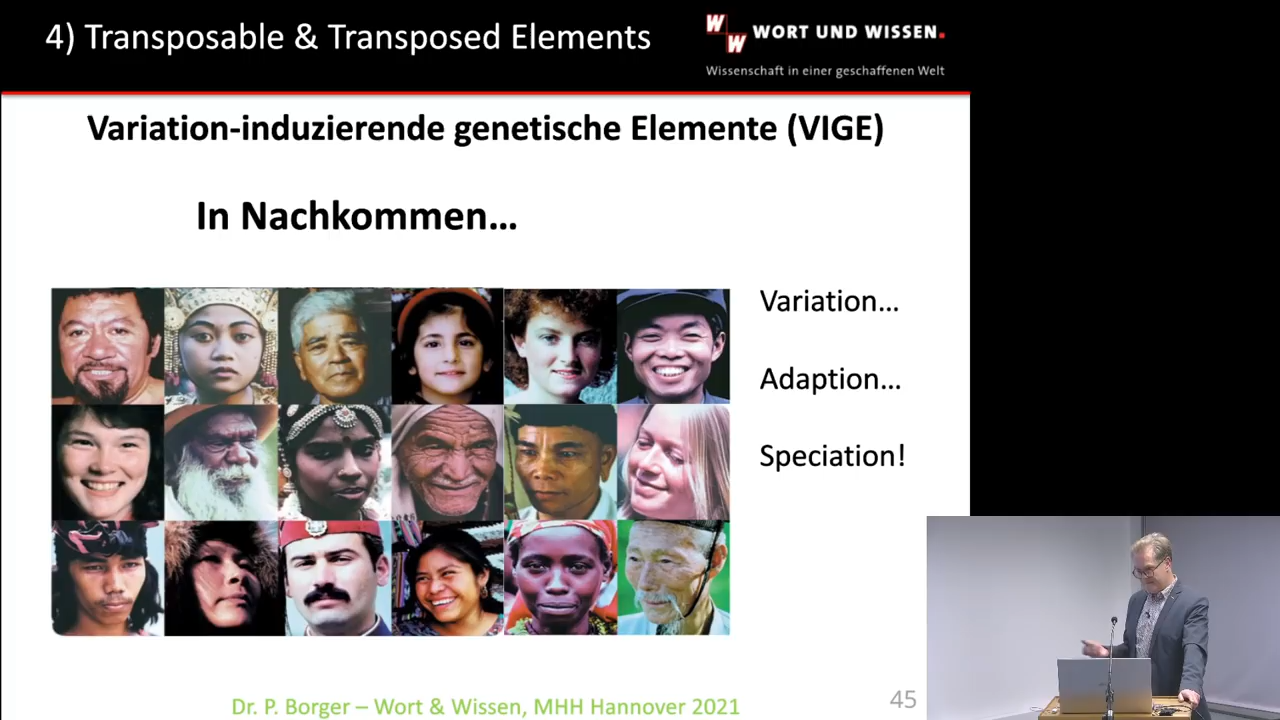 4) Transposable & Transposed Elements
W
W
WORT UND WISSEN.
Wissenschaft in einer geschaffenen Welt
Variation-induzierende genetische Elemente (VIGE)
In Nachkommen...
Variation...
Adaption...
Speciation!
Dr. P. Borger – Wort & Wissen, MHH Hannover 2021
45